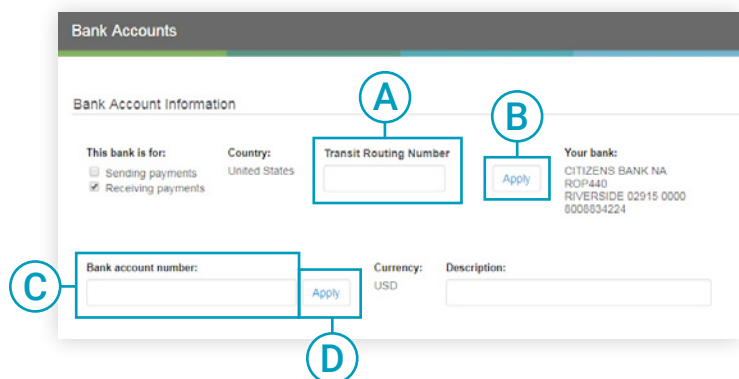 Bank Accounts
Bank Account Information
A
B
This bank is for:
Country:
Transit Routing Number
Your bank:
Sending payments
United States
Apply
CITIZENS BANK NA
Receiving payments
ROP440
RIVERSIDE 02915 0000
8008834224
C
Bank account number:
Currency:
Description:
Apply
USD
D